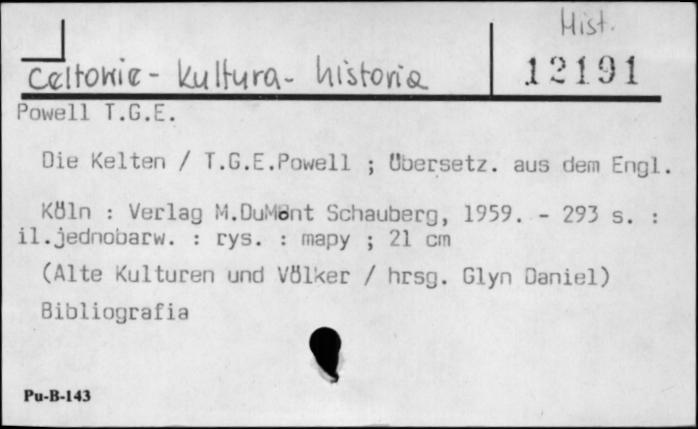 Hist.
Celtowie - kultura - historia
12191
Powell T.G.E.
Die Kelten / T.G.E.Powell ; Übersetz. aus dem Engl.
Köln : Verlag M.DuMont Schauberg, 1959. - 293 s. :
il.jednobarw. : rys. : mapy ; 21 cm
(Alte Kulturen und Völker / hrsg. Glyn Daniel)
Bibliografia
Pu-B-143